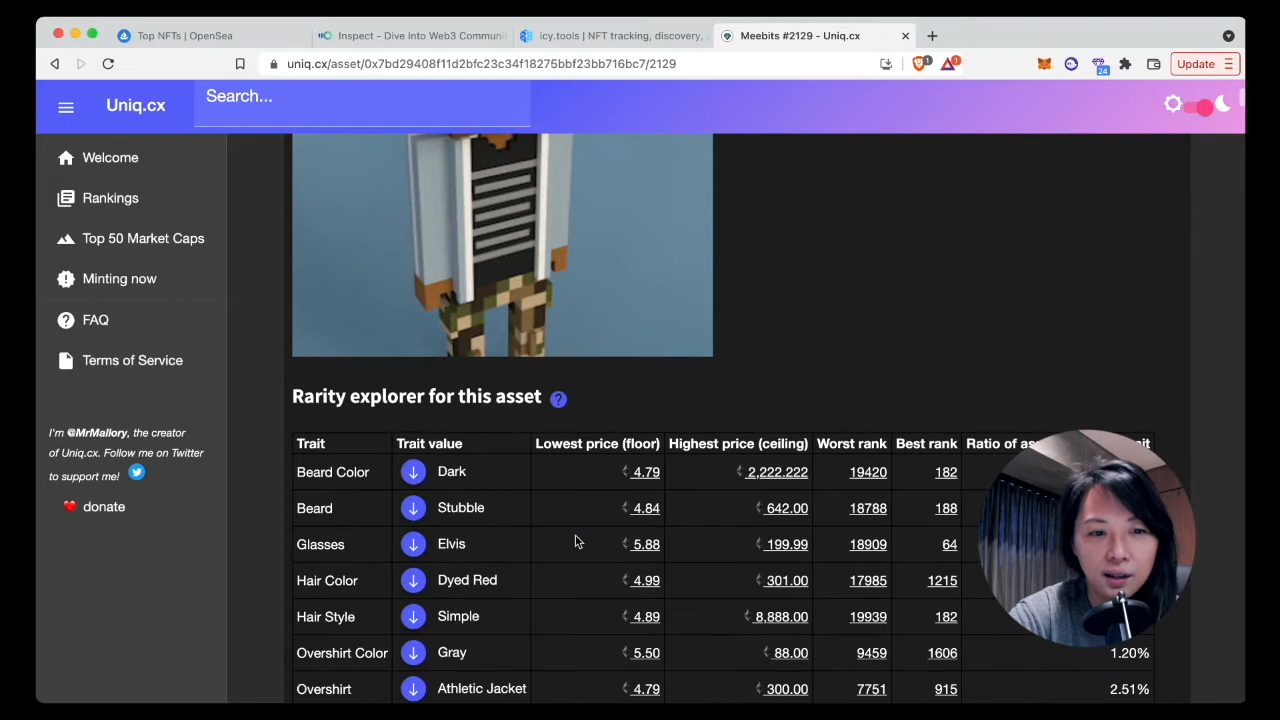 Top NFTs | OpenSea
Inspect - Dive Into Web3 Communi
icy.tools | NFT tracking, discovery,
Meebits #2129 - Uniq.cx
uniq.cx/asset/0x7bd29408f11d2bfc23c34f18275bbf23bb716bc7/2129
1
1
24
Update
Uniq.cx
Search...
Welcome
Rankings
Top 50 Market Caps
Minting now
FAQ
Terms of Service
I'm @MrMallory, the creator
of Uniq.cx. Follow me on Twitter
to support me!
donate
Rarity explorer for this asset ?
Trait Trait value Lowest price (floor) Highest price (ceiling) Worst rank Best rank Ratio of
Beard Color Dark 4.79 2,222.222 19420 182
Beard Stubble 4.84 642.00 18788 188
Glasses Elvis 5.88 199.99 18909 64
Hair Color Dyed Red 4.99 301.00 17985 1215
Hair Style Simple 4.89 8,888.00 19939 182
Overshirt Color Gray 5.50 88.00 9459 1606 1.20%
Overshirt Athletic Jacket 4.79 300.00 7751 915 2.51%